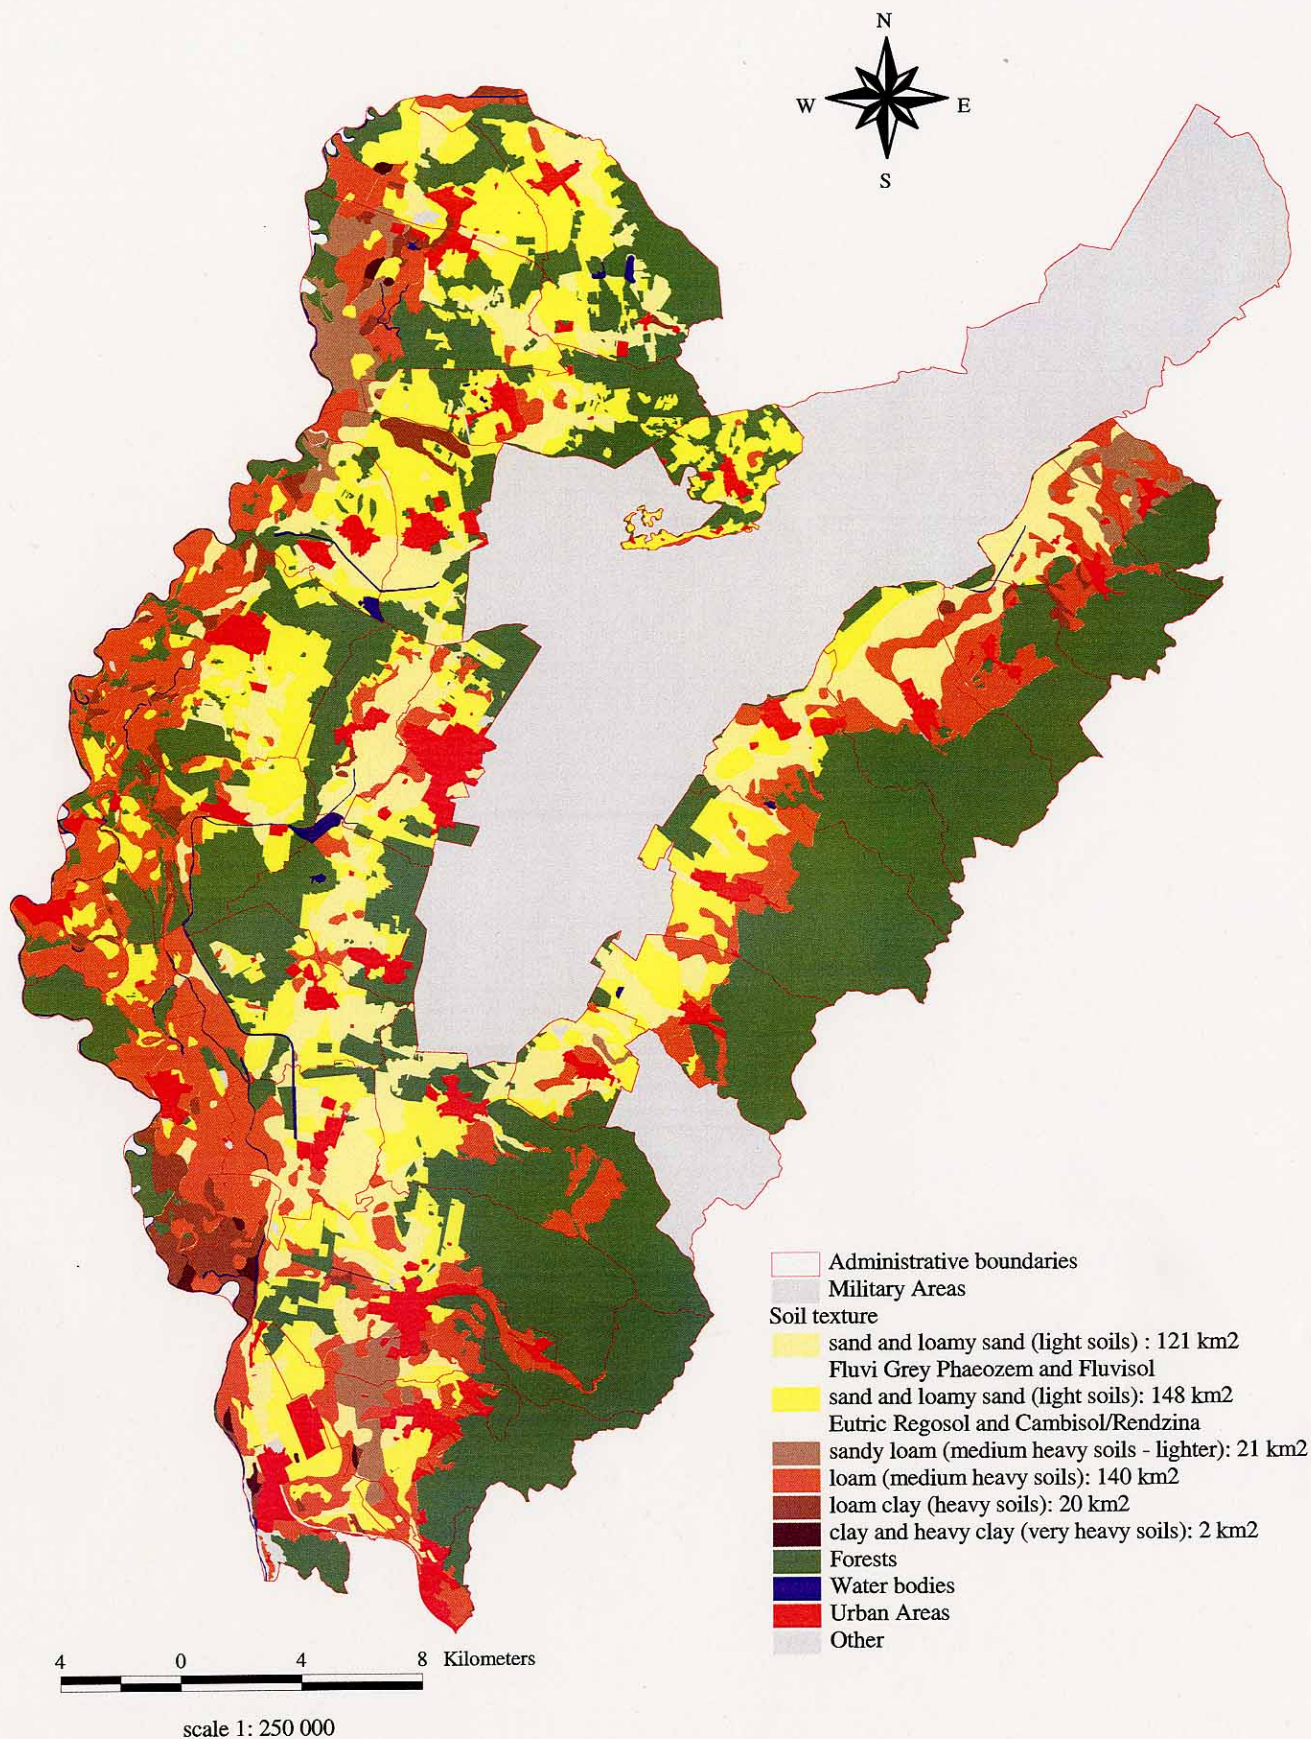 N
W E
S
Administrative boundaries
Military Areas
Soil texture
sand and loamy sand (light soils) : 121 km2
Fluvi Grey Phaeozem and Fluvisol
sand and loamy sand (light soils): 148 km2
Eutric Regosol and Cambisol/Rendzina
sandy loam (medium heavy soils - lighter): 21 km2
loam (medium heavy soils): 140 km2
loam clay (heavy soils): 20 km2
clay and heavy clay (very heavy soils): 2 km2
Forests
Water bodies
Urban Areas
Other
4 0 4 8 Kilometers
scale 1: 250 000